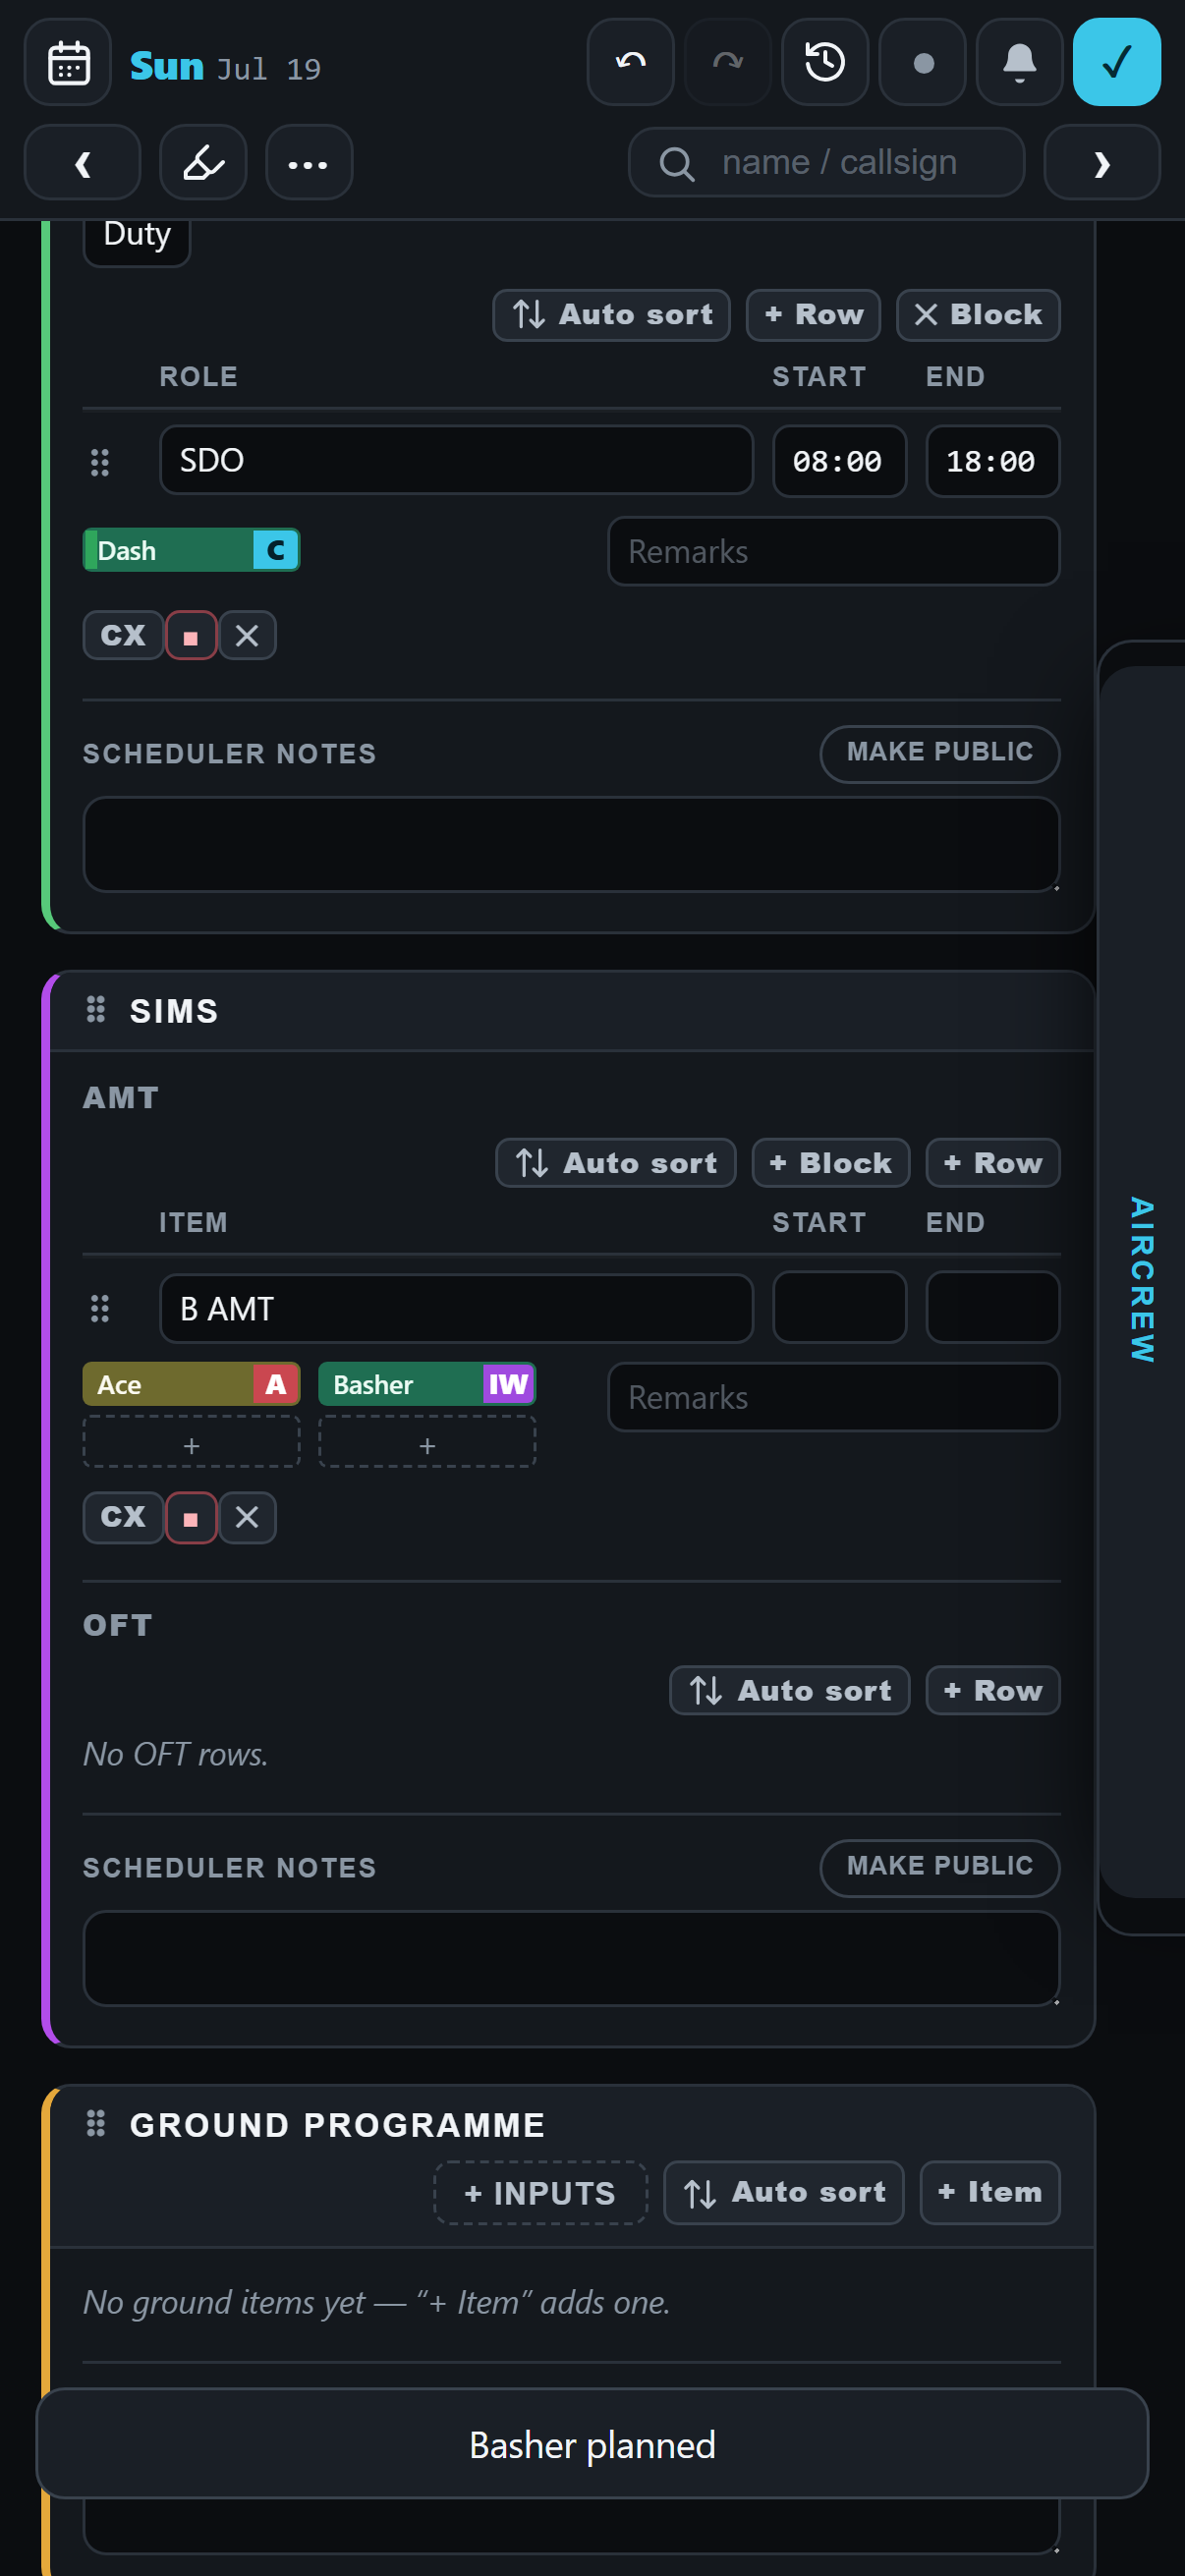 Sun Jul 19
✓
‹
…
name / callsign
›
Duty
Auto sort
+ Row
× Block
ROLE
START
END
SDO
08:00
18:00
Dash
C
Remarks
CX
SCHEDULER NOTES
MAKE PUBLIC
SIMS
AMT
Auto sort
+ Block
+ Row
ITEM
START
END
B AMT
Ace
A
Basher
IW
Remarks
+
+
CX
OFT
Auto sort
+ Row
No OFT rows.
SCHEDULER NOTES
MAKE PUBLIC
AIRCREW
GROUND PROGRAMME
+ INPUTS
Auto sort
+ Item
No ground items yet — “+ Item” adds one.
Basher planned